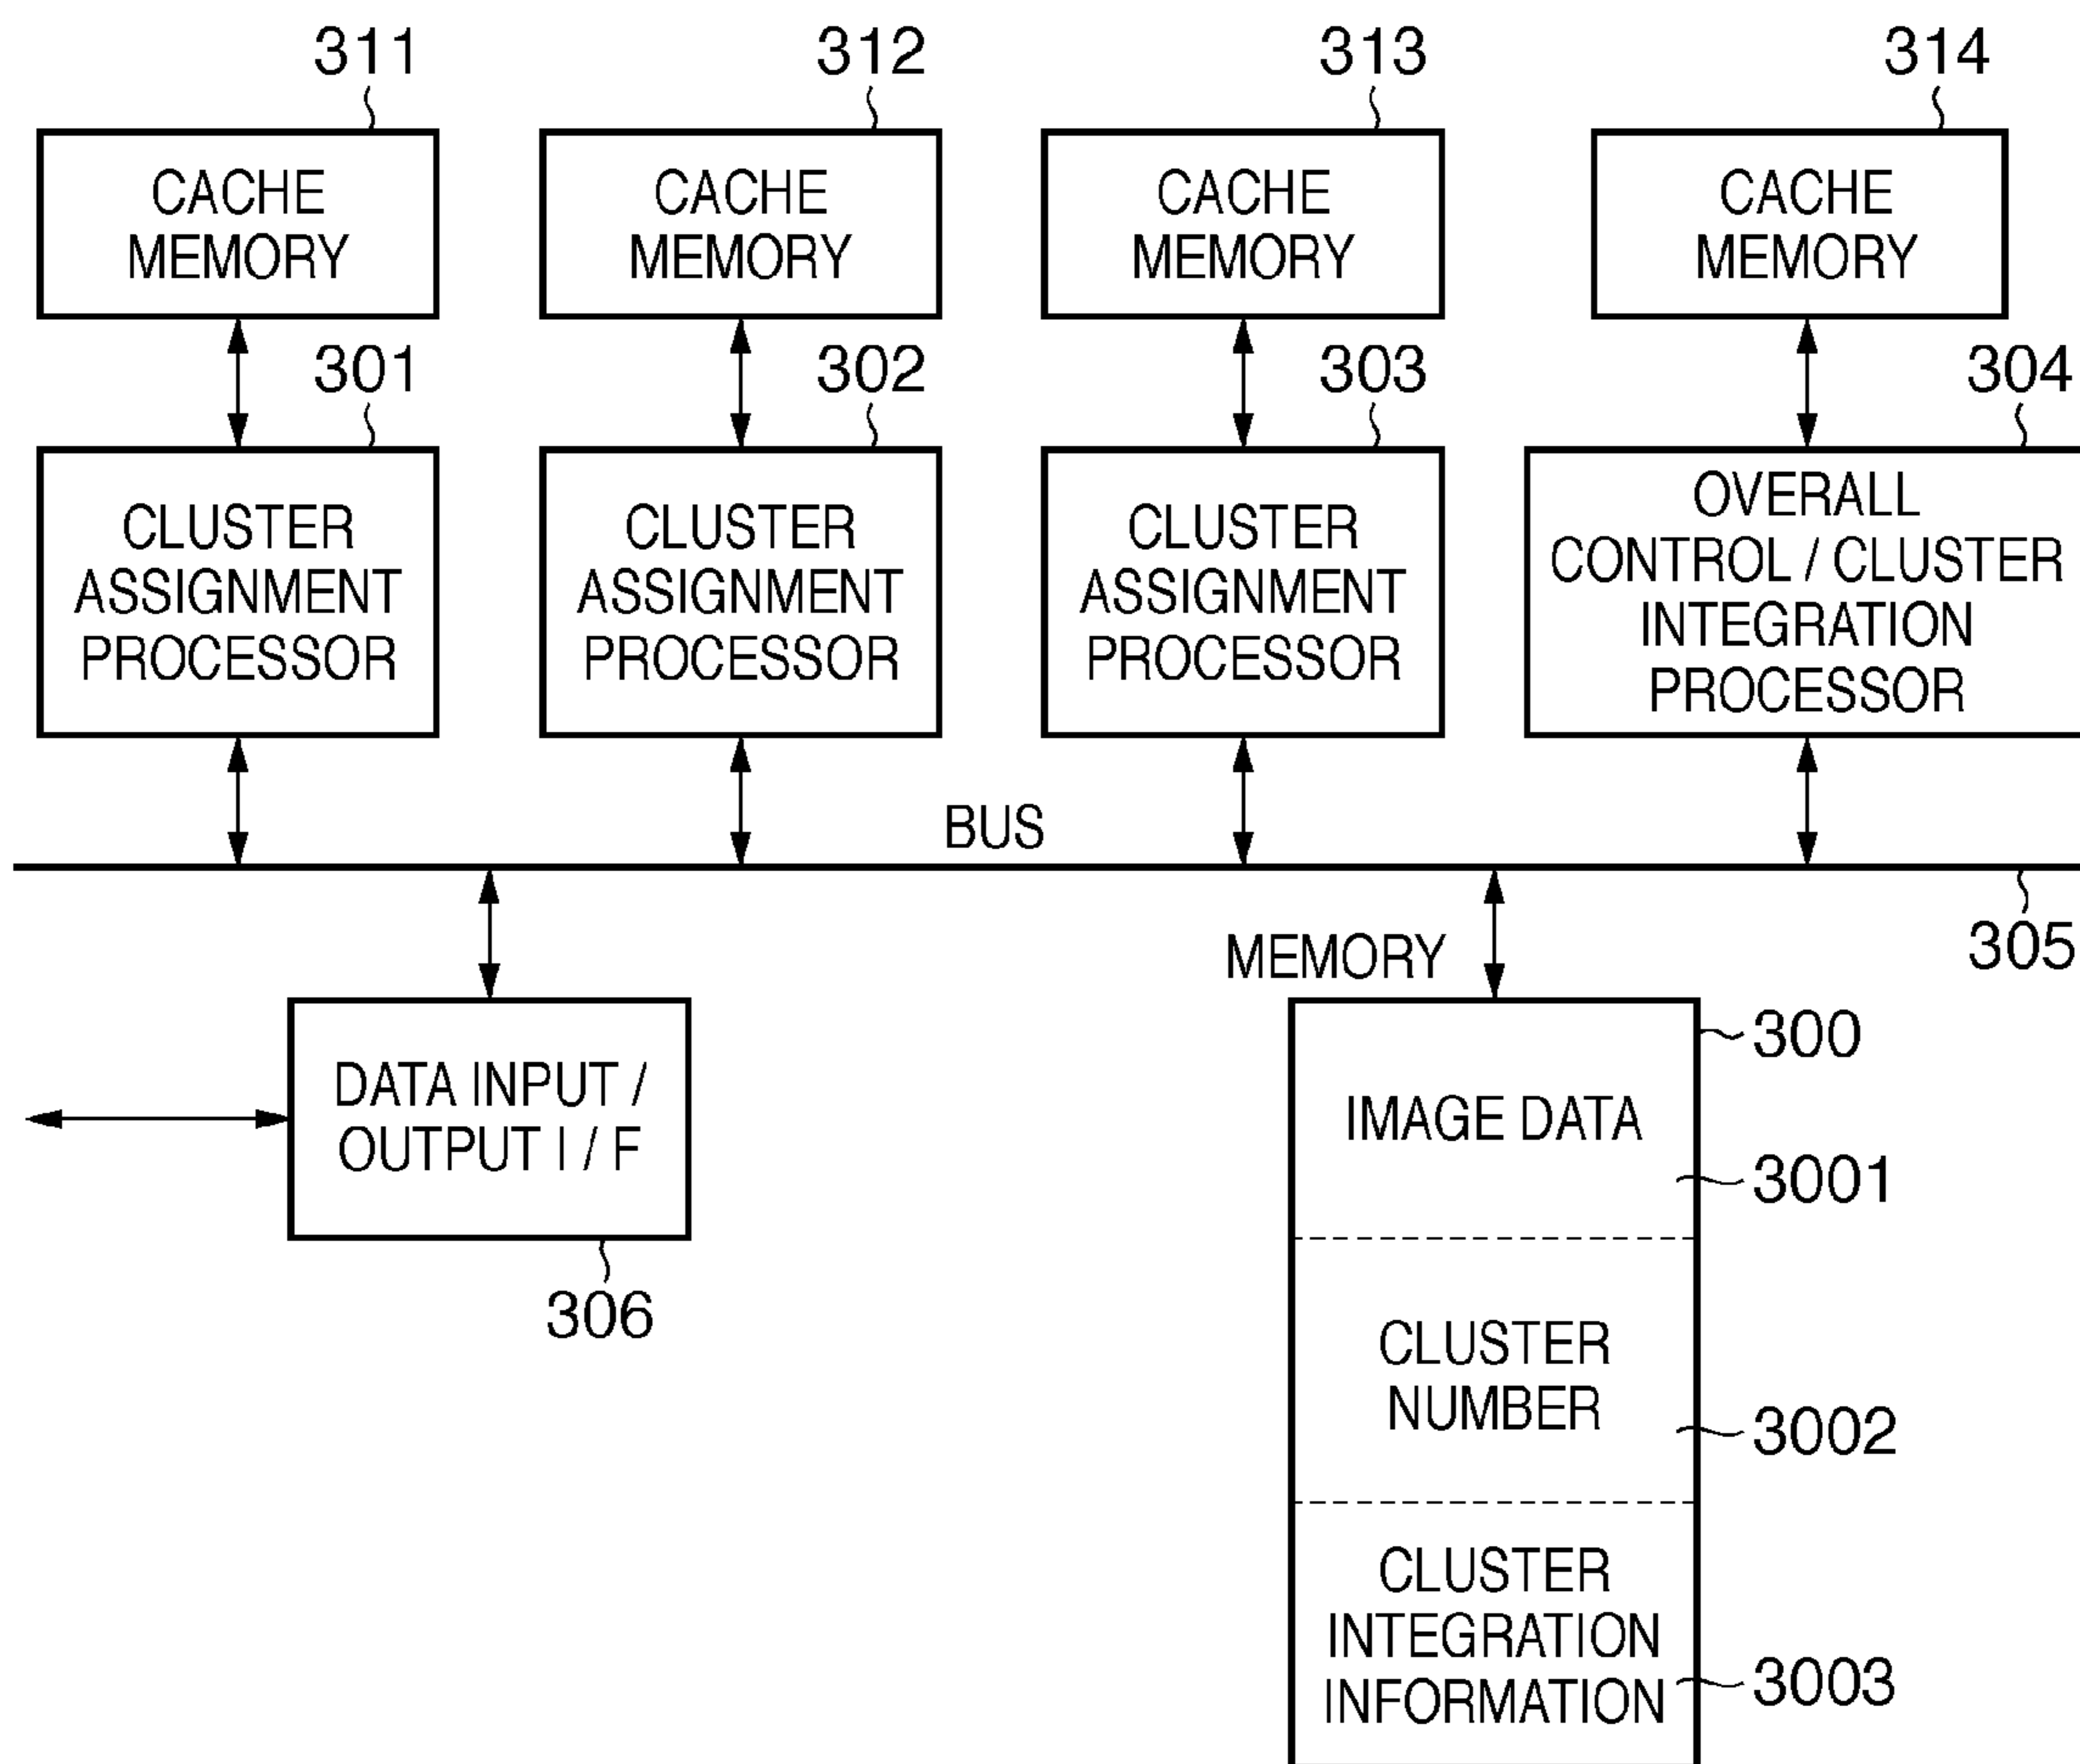 311
312
313
314
CACHE
MEMORY
CACHE
MEMORY
CACHE
MEMORY
CACHE
MEMORY
301
302
303
304
CLUSTER
ASSIGNMENT
PROCESSOR
CLUSTER
ASSIGNMENT
PROCESSOR
CLUSTER
ASSIGNMENT
PROCESSOR
OVERALL
CONTROL / CLUSTER
INTEGRATION
PROCESSOR
BUS
305
MEMORY
DATA INPUT /
OUTPUT I / F
306
300
IMAGE DATA
3001
CLUSTER
NUMBER
3002
CLUSTER
INTEGRATION
INFORMATION
3003